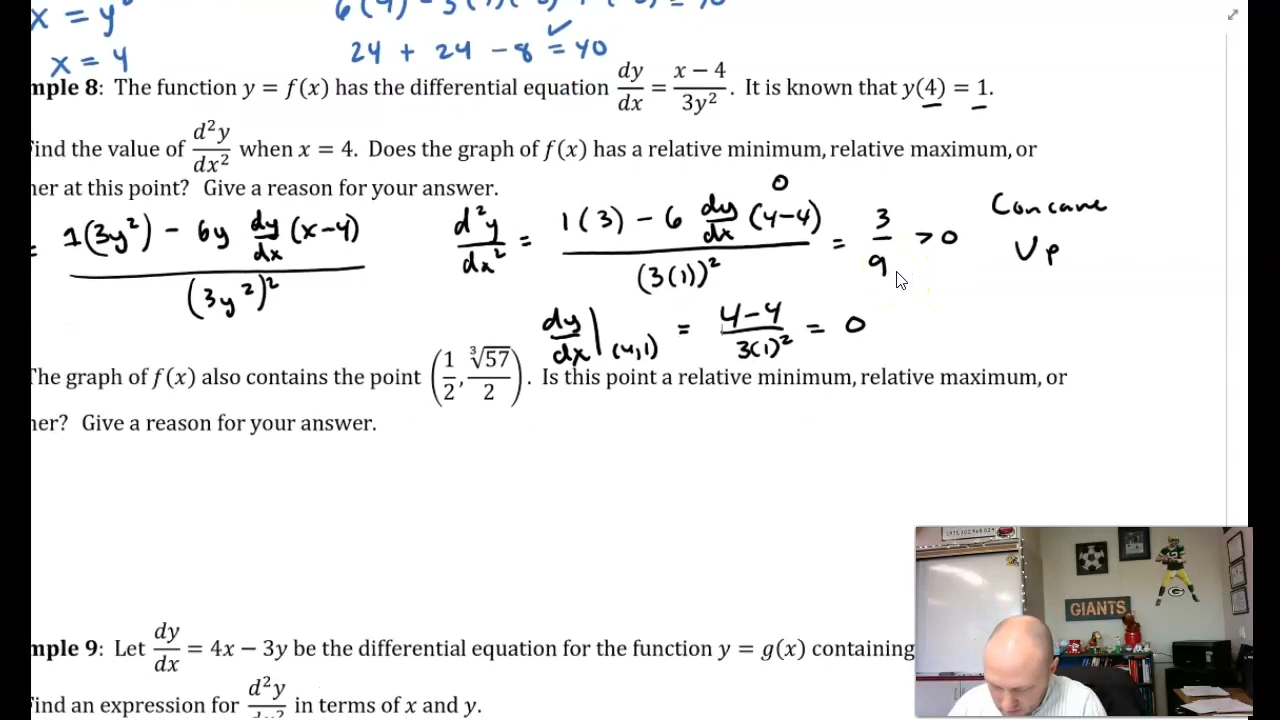 x = y
6(4) - 3
24 + 24 - 8 = 40
x = 4
mple 8: The function y = f(x) has the differential equation dy/dx = (x − 4)/(3y²). It is known that y(4) = 1.
Find the value of d²y/dx² when x = 4. Does the graph of f(x) has a relative minimum, relative maximum, or
her at this point? Give a reason for your answer.
= (1(3y²) - 6y dy/dx (x-4))/(3y²)²
d²y/dx² = (1(3) - 6 dy/dx (4-4))/(3(1))² = 3/9 > 0
0
Concave
Up
dy/dx|(4,1) = (4-4)/(3(1)²) = 0
The graph of f(x) also contains the point (1/2, ∛57/2). Is this point a relative minimum, relative maximum, or
her? Give a reason for your answer.
GIANTS
G
mple 9: Let dy/dx = 4x − 3y be the differential equation for the function y = g(x) containing
Find an expression for d²y/dx² in terms of x and y.